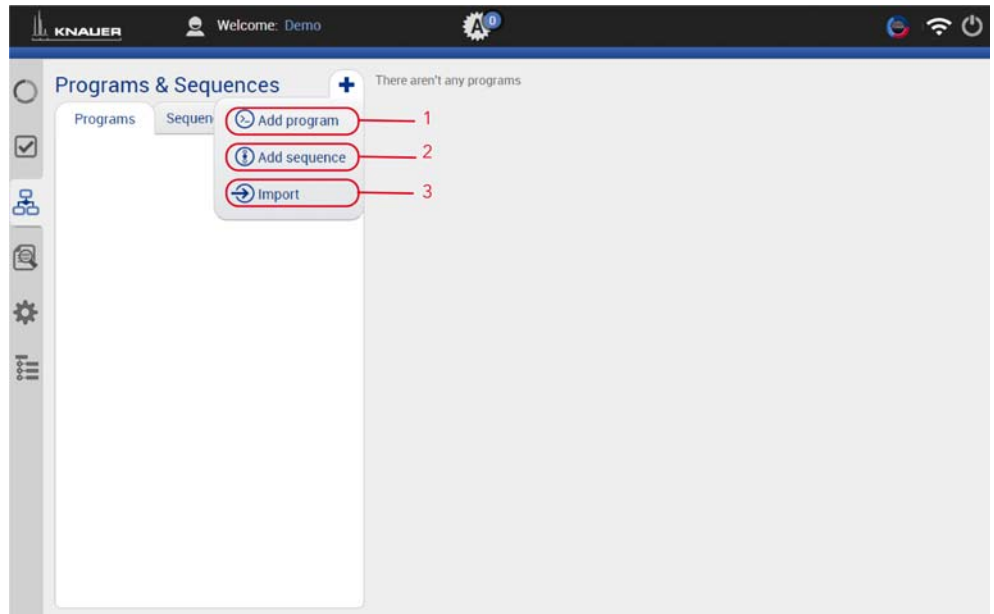 KNAUER
Welcome: Demo
A 0
Programs & Sequences
There aren't any programs
Programs
Sequen
Add program
1
Add sequence
2
Import
3